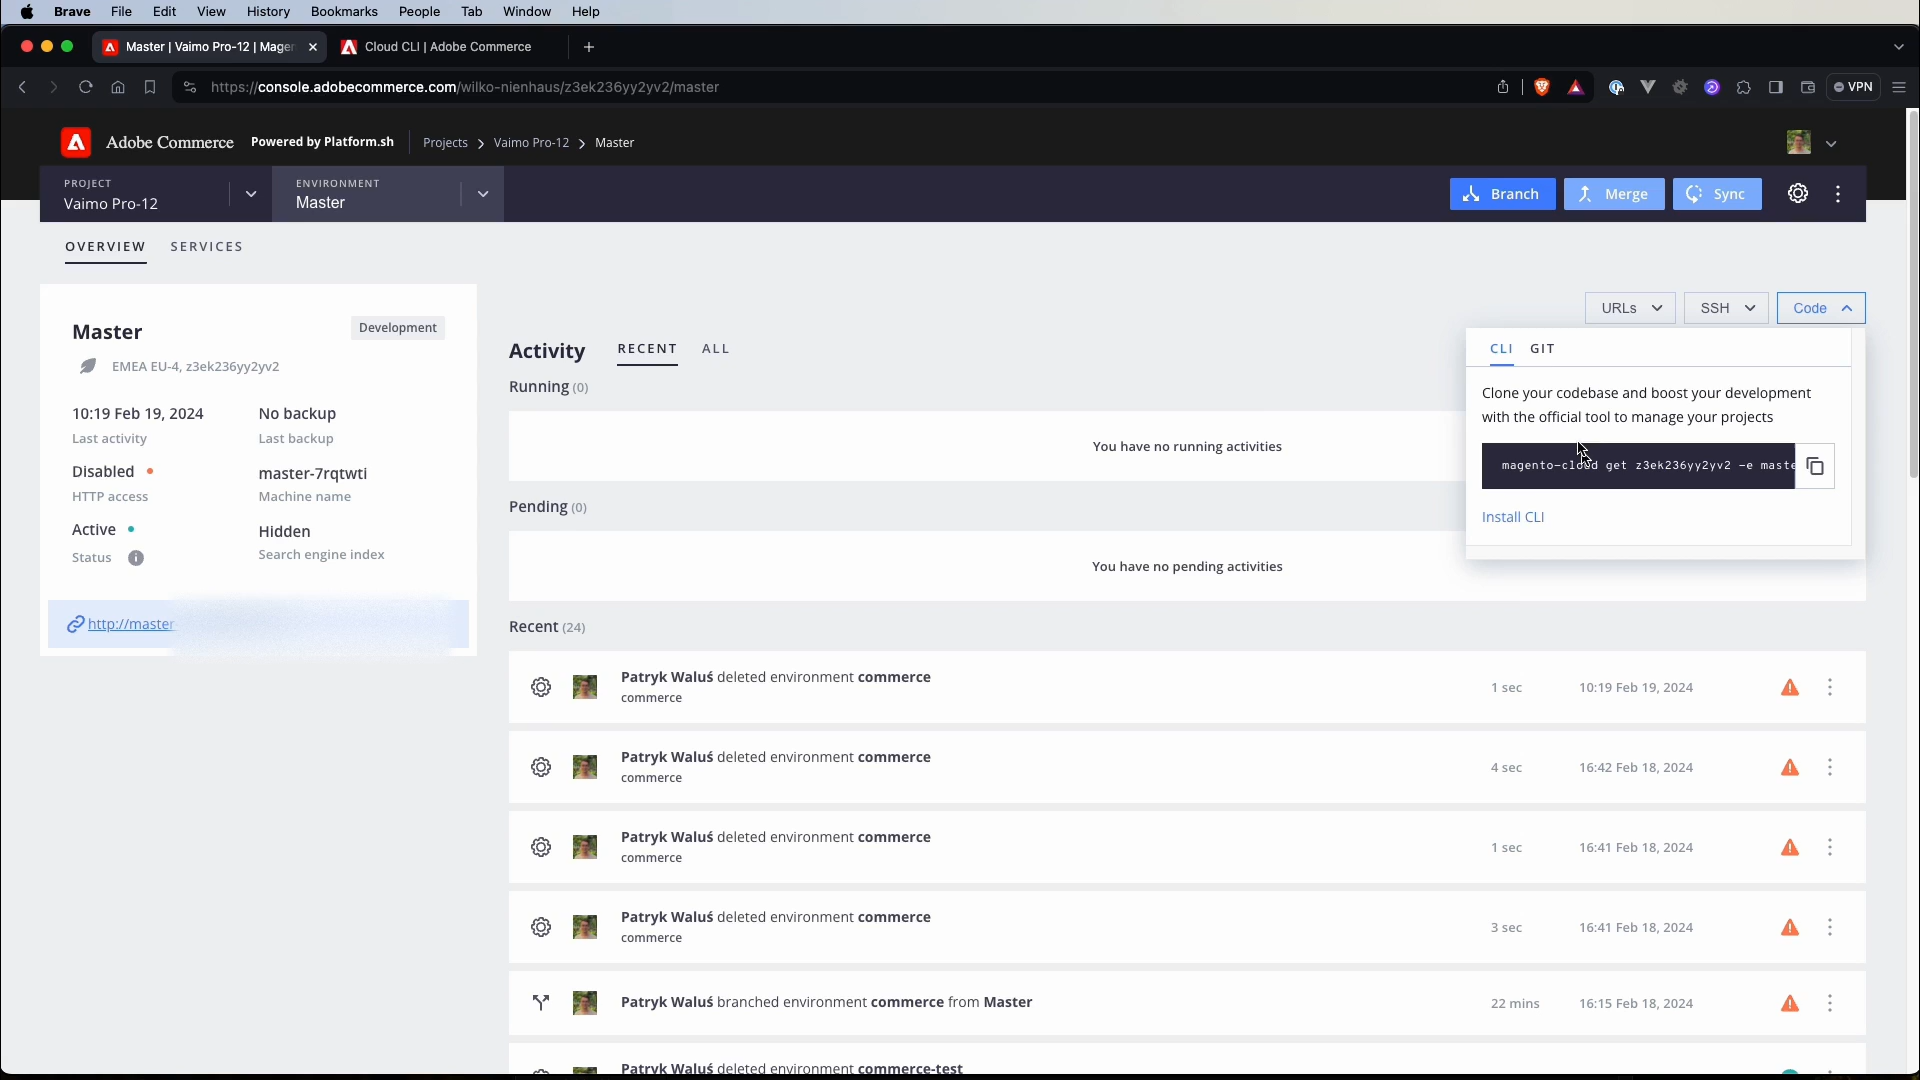 Brave File Edit View History Bookmarks People Tab Window Help
Master | Vaimo Pro-12 | Magen
Cloud CLI | Adobe Commerce
https://console.adobecommerce.com/wilko-nienhaus/z3ek236yy2yv2/master
VPN
Adobe Commerce Powered by Platform.sh Projects Vaimo Pro-12 Master
PROJECT
Vaimo Pro-12
ENVIRONMENT
Master
Branch Merge Sync
OVERVIEW SERVICES
URLs SSH Code
Master Development
EMEA EU-4, z3ek236yy2yv2
10:19 Feb 19, 2024
Last activity
No backup
Last backup
Disabled
HTTP access
master-7rqtwti
Machine name
Active
Status
Hidden
Search engine index
http://master
Activity RECENT ALL
Running (0)
You have no running activities
Pending (0)
You have no pending activities
CLI GIT
Clone your codebase and boost your development
with the official tool to manage your projects
magento-cloud get z3ek236yy2yv2 -e maste
Install CLI
Recent (24)
Patryk Waluś deleted environment commerce
commerce
1 sec 10:19 Feb 19, 2024
Patryk Waluś deleted environment commerce
commerce
4 sec 16:42 Feb 18, 2024
Patryk Waluś deleted environment commerce
commerce
1 sec 16:41 Feb 18, 2024
Patryk Waluś deleted environment commerce
commerce
3 sec 16:41 Feb 18, 2024
Patryk Waluś branched environment commerce from Master
22 mins 16:15 Feb 18, 2024
Patryk Waluś deleted environment commerce-test